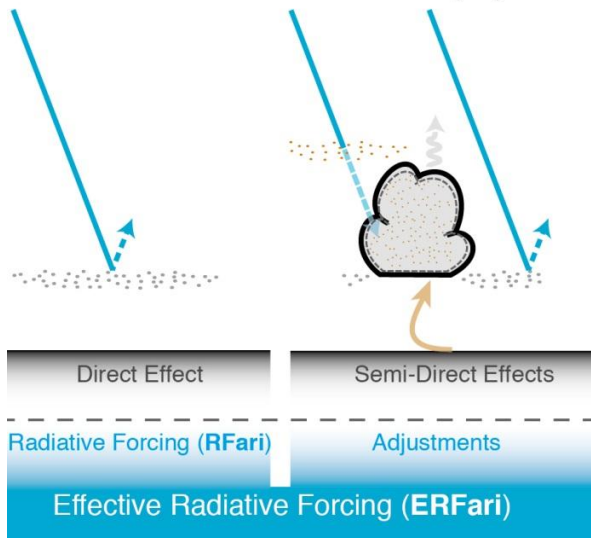 Direct Effect
Semi-Direct Effects
Radiative Forcing (RFari)
Adjustments
Effective Radiative Forcing (ERFari)